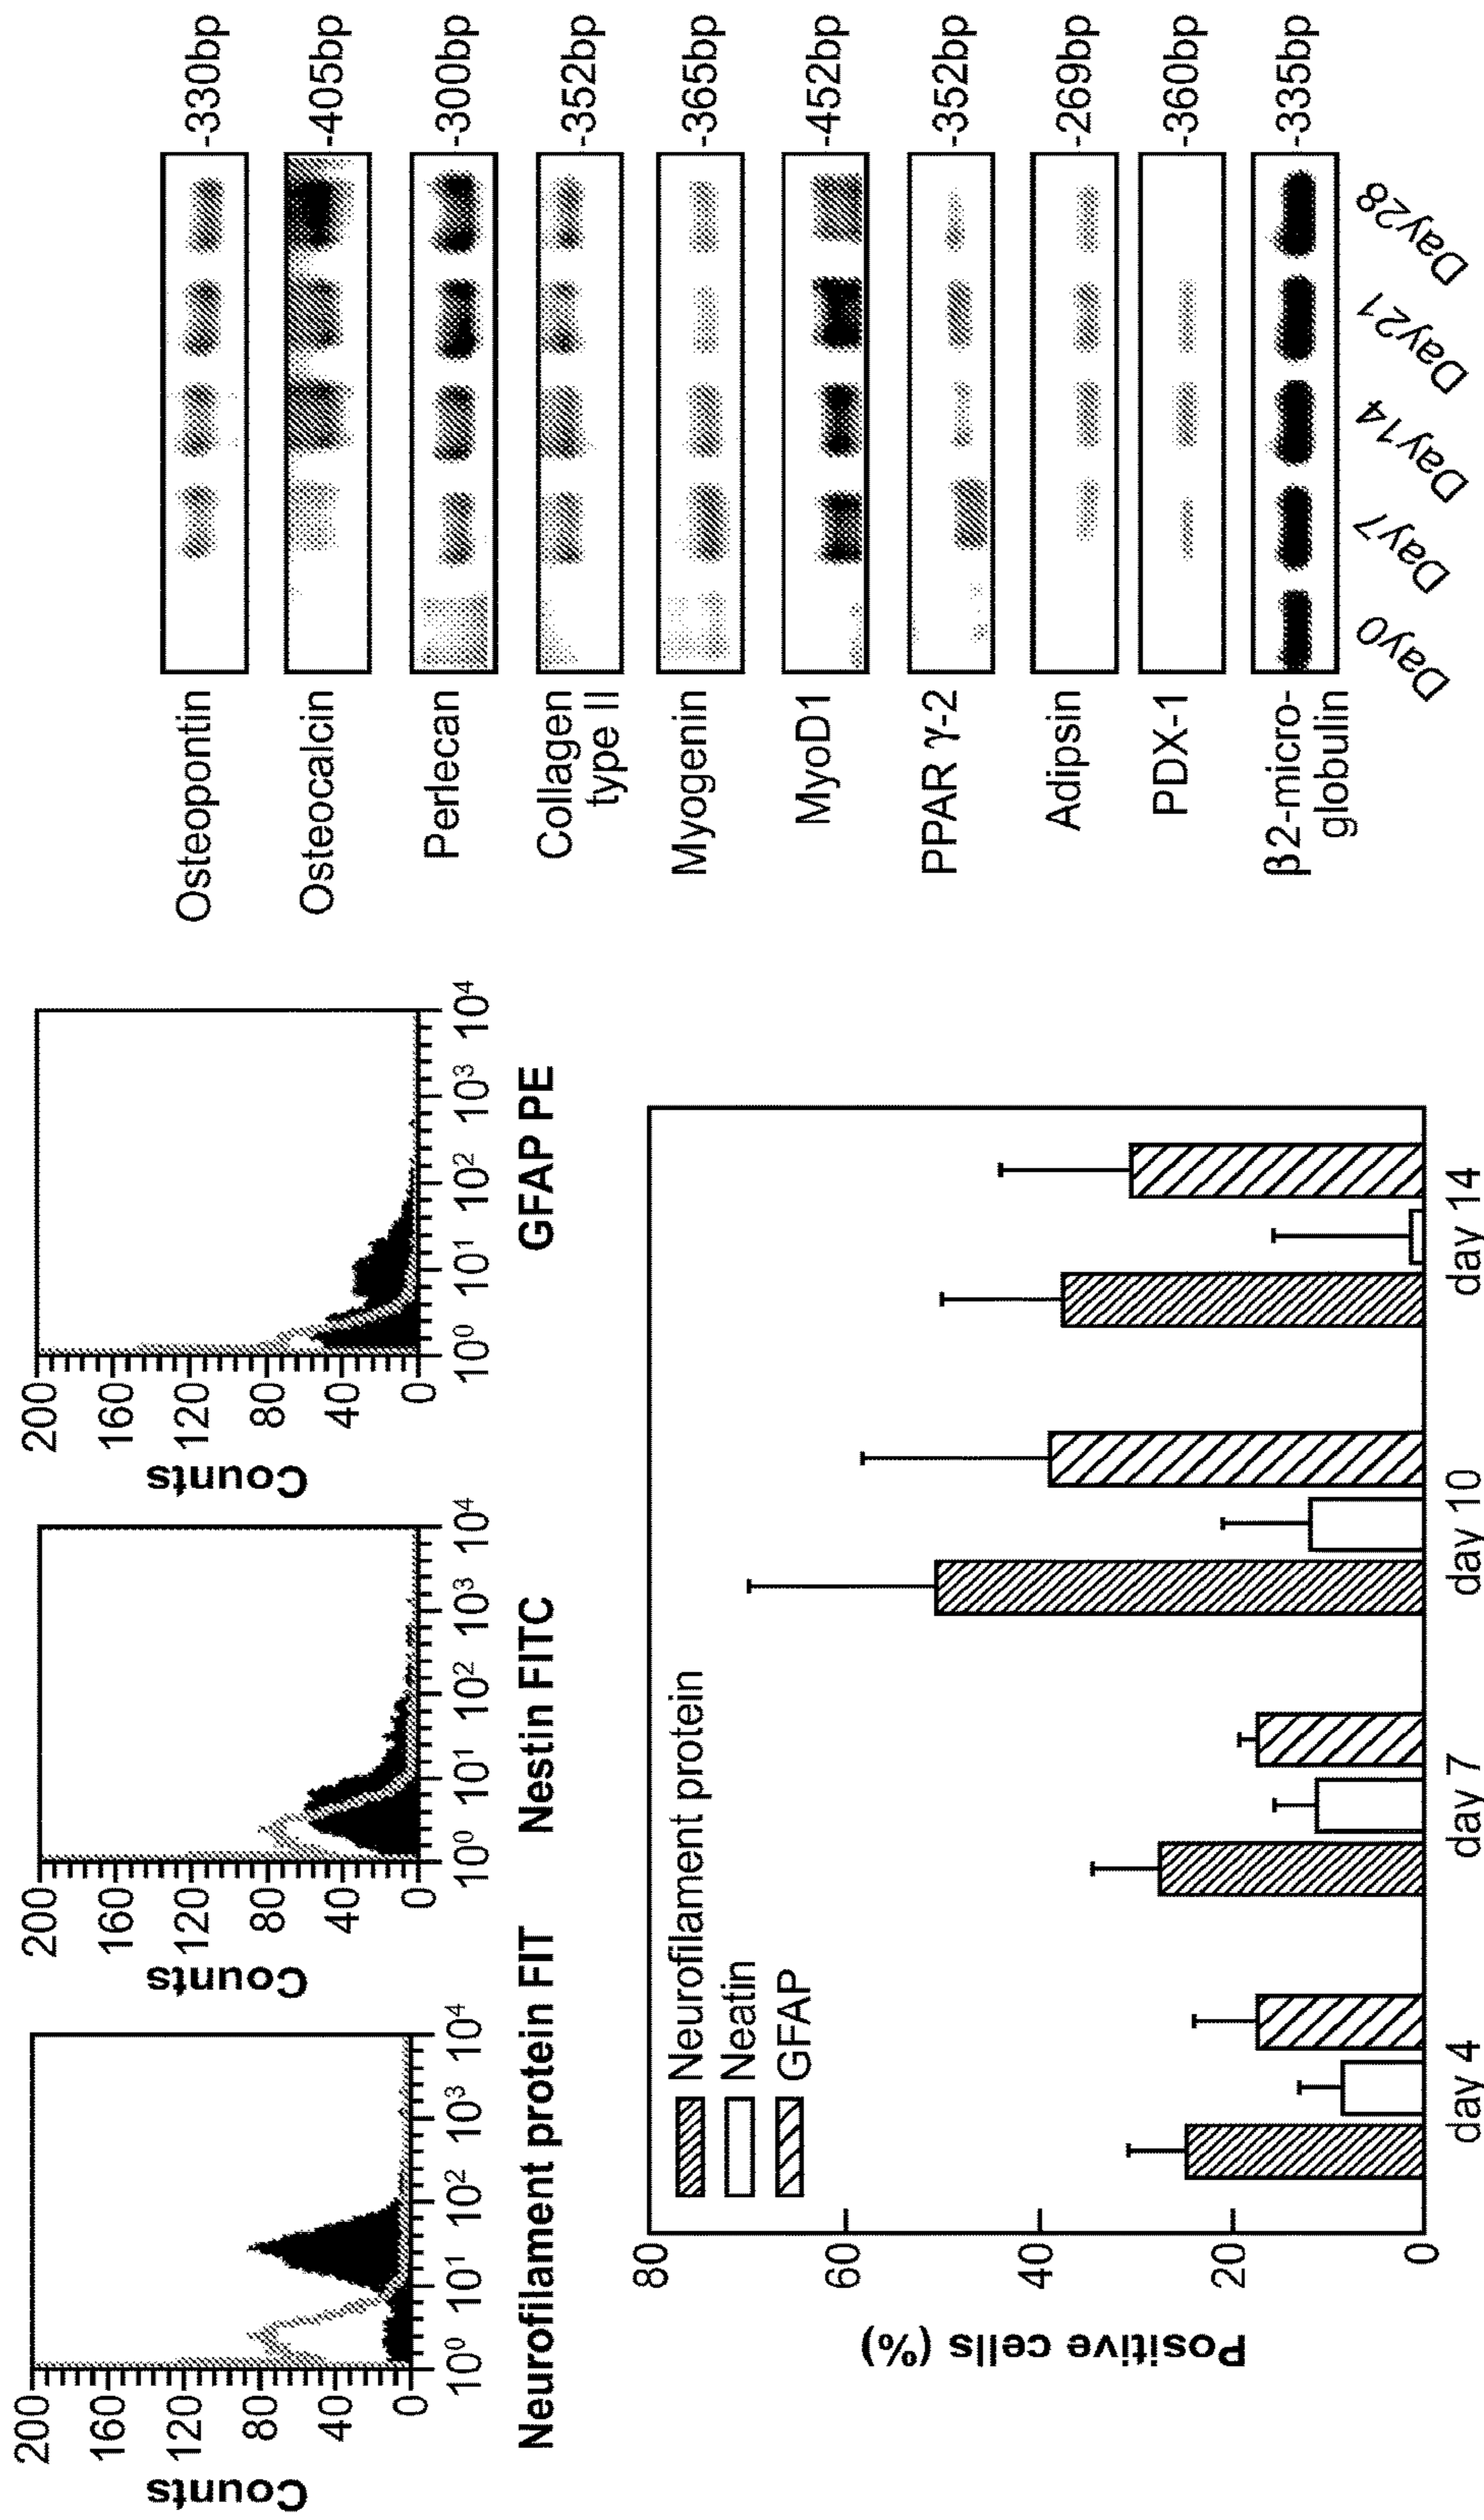 Counts
200
160
120
80
40
0
10⁰ 10¹ 10² 10³ 10⁴
Neurofilament protein FIT
Counts
200
160
120
80
40
0
10⁰ 10¹ 10² 10³ 10⁴
Nestin FITC
Counts
200
160
120
80
40
0
10⁰ 10¹ 10² 10³ 10⁴
GFAP PE
Positive cells (%)
80
60
40
20
0
Neurofilament protein
Neatin
GFAP
day 4 day 7 day 10 day 14
Osteopontin -330bp
Osteocalcin -405bp
Perlecan -300bp
Collagen
type II -352bp
Myogenin -365bp
MyoD1 -452bp
PPAR γ-2 -352bp
Adipsin -269bp
PDX-1 -360bp
β2-micro-
globulin -335bp
Day0 Day7 Day14 Day21 Day28